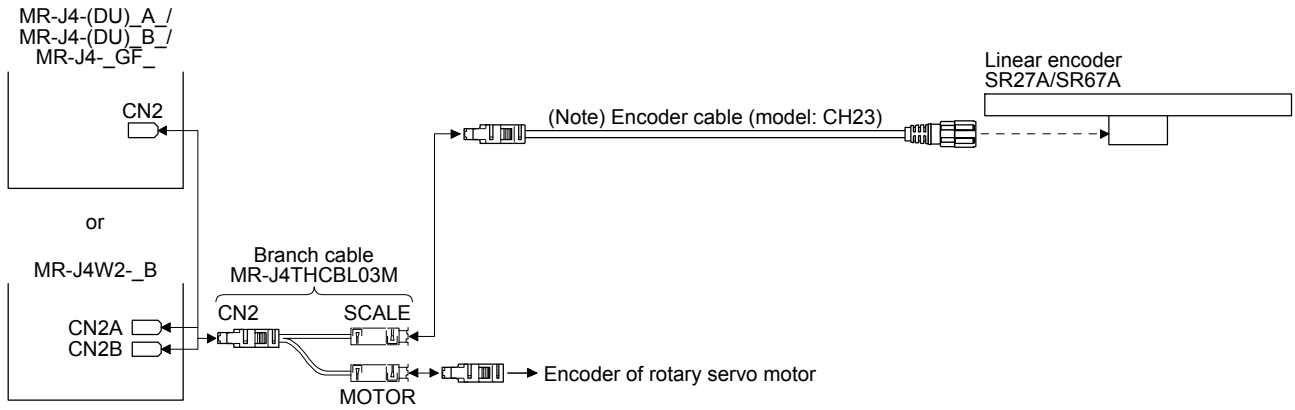 MR-J4-(DU)_A_/
MR-J4-(DU)_B_/
MR-J4-_GF_
CN2
Linear encoder
SR27A/SR67A
(Note) Encoder cable (model: CH23)
or
MR-J4W2-_B
Branch cable
MR-J4THCBL03M
CN2
SCALE
CN2A
CN2B
Encoder of rotary servo motor
MOTOR